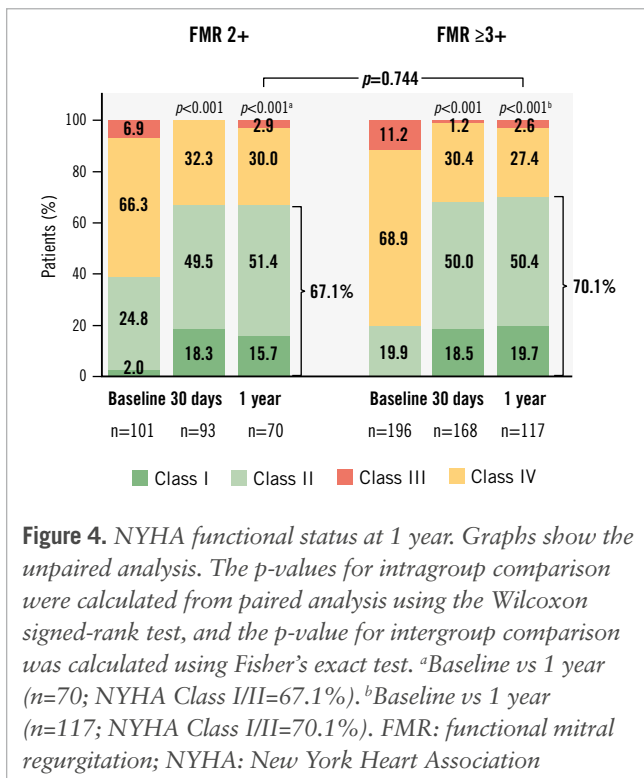 FMR 2+ FMR ≥3+
p=0.744
p<0.001 p<0.001ᵃ p<0.001 p<0.001ᵇ
Patients (%)
100
80
60
40
20
0
6.9
66.3
24.8
2.0
32.3
49.5
18.3
2.9
30.0
51.4
15.7
67.1%
11.2
68.9
19.9
1.2
30.4
50.0
18.5
2.6
27.4
50.4
19.7
70.1%
Baseline 30 days 1 year Baseline 30 days 1 year
n=101 n=93 n=70 n=196 n=168 n=117
Class I Class II Class III Class IV
Figure 4. NYHA functional status at 1 year. Graphs show the
unpaired analysis. The p-values for intragroup comparison
were calculated from paired analysis using the Wilcoxon
signed-rank test, and the p-value for intergroup comparison
was calculated using Fisher's exact test. ᵃBaseline vs 1 year
(n=70; NYHA Class I/II=67.1%). ᵇBaseline vs 1 year
(n=117; NYHA Class I/II=70.1%). FMR: functional mitral
regurgitation; NYHA: New York Heart Association